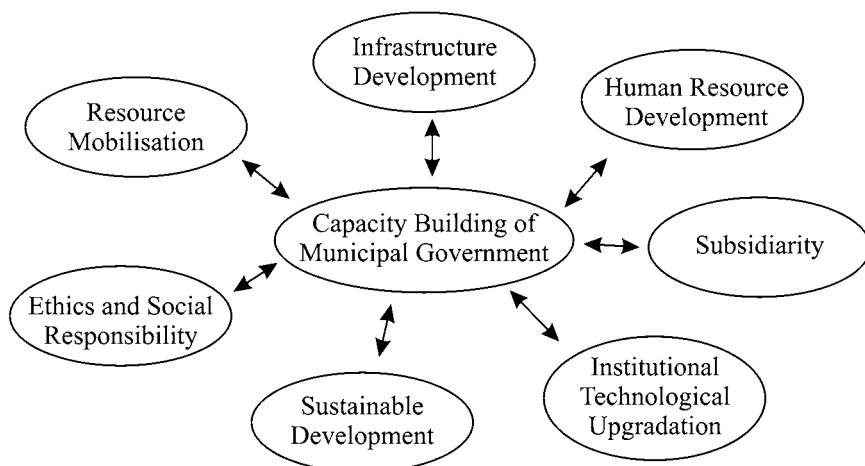 Infrastructure
Development
Human Resource
Development
Resource
Mobilisation
Capacity Building of
Municipal Government
Subsidiarity
Ethics and Social
Responsibility
Institutional
Technological
Upgradation
Sustainable
Development